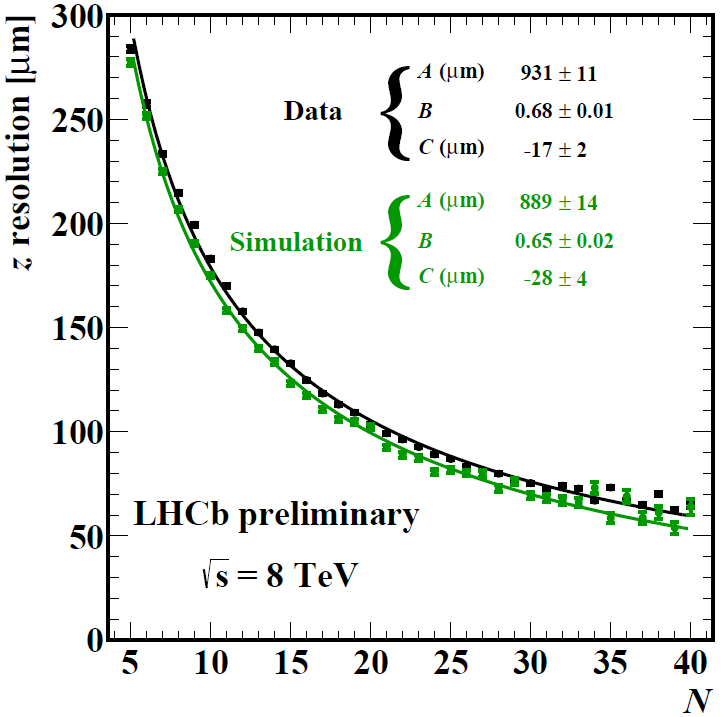 z resolution [μm]
300
250
200
150
100
50
0
Data
A (μm) 931 ± 11
B 0.68 ± 0.01
C (μm) -17 ± 2
Simulation
A (μm) 889 ± 14
B 0.65 ± 0.02
C (μm) -28 ± 4
LHCb preliminary
√s = 8 TeV
5 10 15 20 25 30 35 40
N